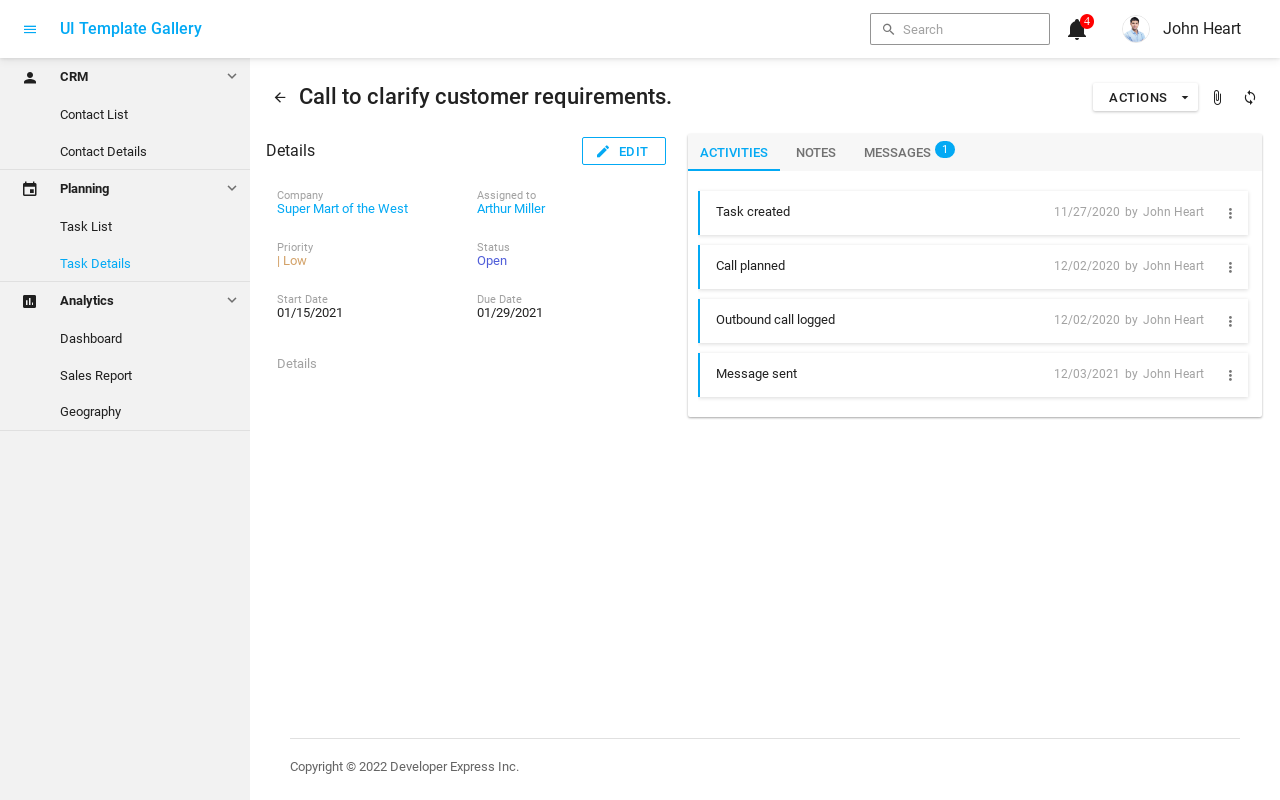 UI Template Gallery
Search
4
John Heart
CRM
Contact List
Contact Details
Planning
Task List
Task Details
Analytics
Dashboard
Sales Report
Geography
Call to clarify customer requirements.
ACTIONS
Details
EDIT
Company
Super Mart of the West
Assigned to
Arthur Miller
Priority
| Low
Status
Open
Start Date
01/15/2021
Due Date
01/29/2021
Details
ACTIVITIES NOTES MESSAGES 1
Task created 11/27/2020 by John Heart
Call planned 12/02/2020 by John Heart
Outbound call logged 12/02/2020 by John Heart
Message sent 12/03/2021 by John Heart
Copyright © 2022 Developer Express Inc.